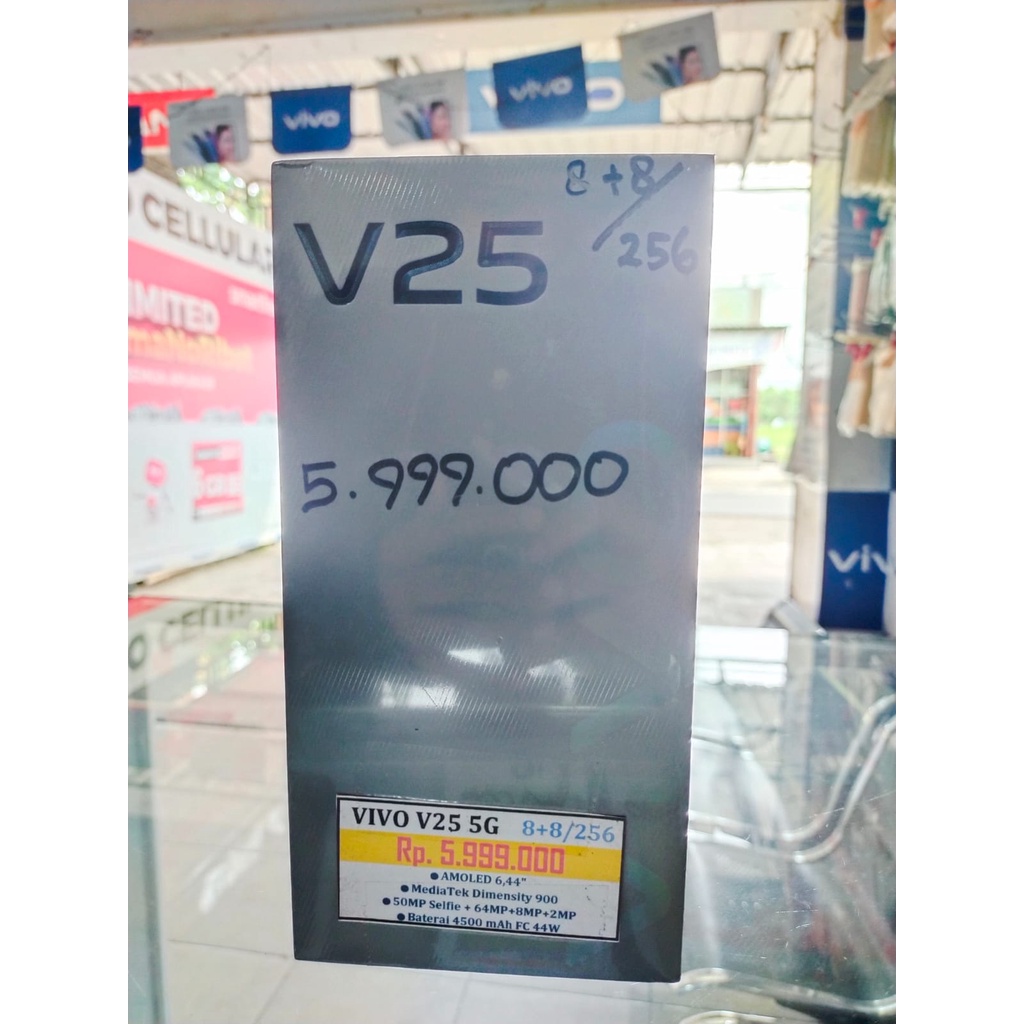 vivo
vivo
CELLULA
IMITED
8+8/
256
V25
5.999.000
vivo
VIVO V25 5G 8+8/256
Rp. 5.999.000
● AMOLED 6,44"
● MediaTek Dimensity 900
● 50MP Selfie + 64MP+8MP+2MP
● Baterai 4500 mAh FC 44W